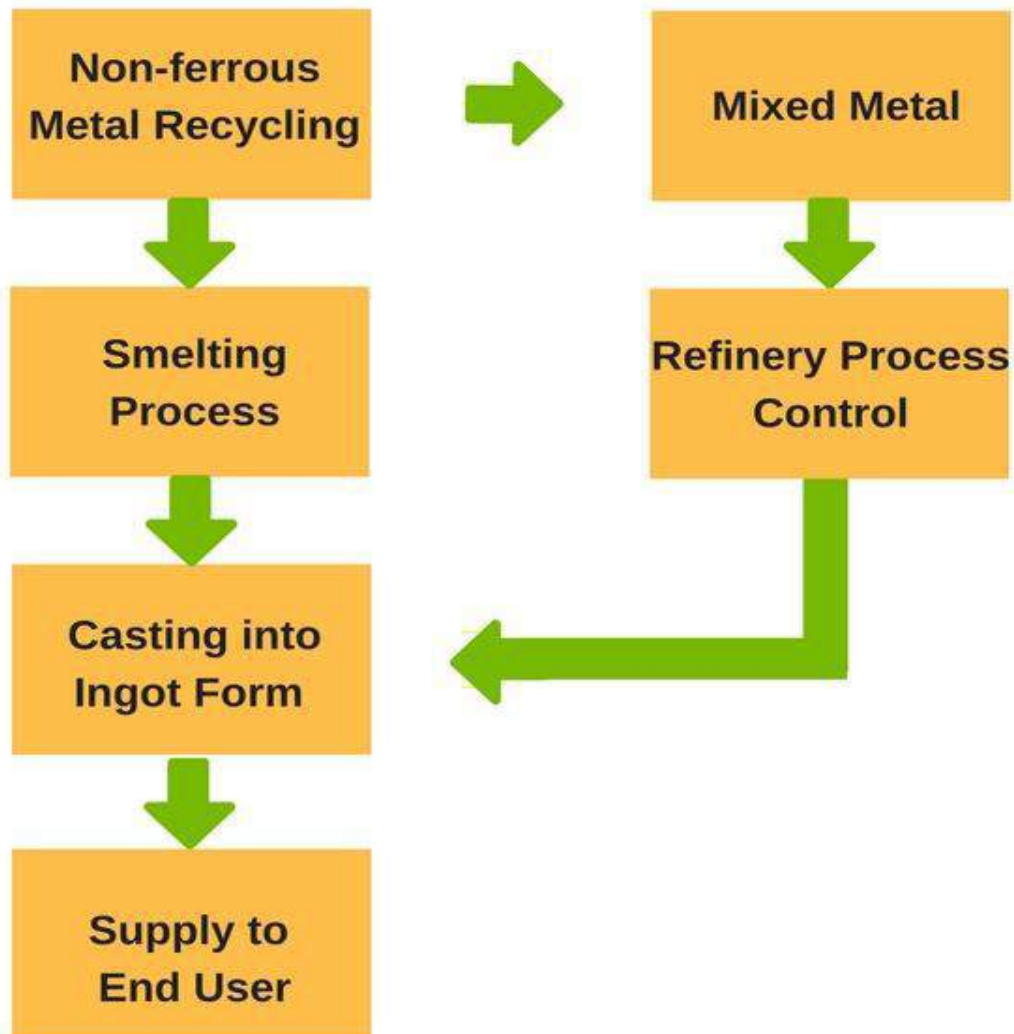 Non-ferrous
Metal Recycling
Mixed Metal
Smelting
Process
Refinery Process
Control
Casting into
Ingot Form
Supply to
End User